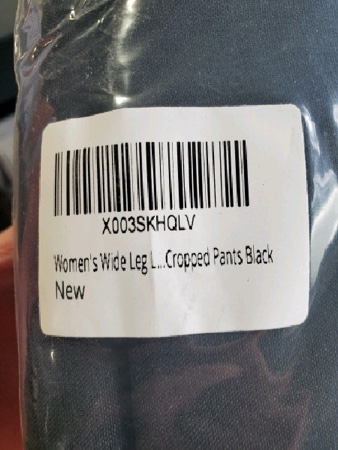 X003SKHQLV
Women's Wide Leg L...Cropped Pants Black
New